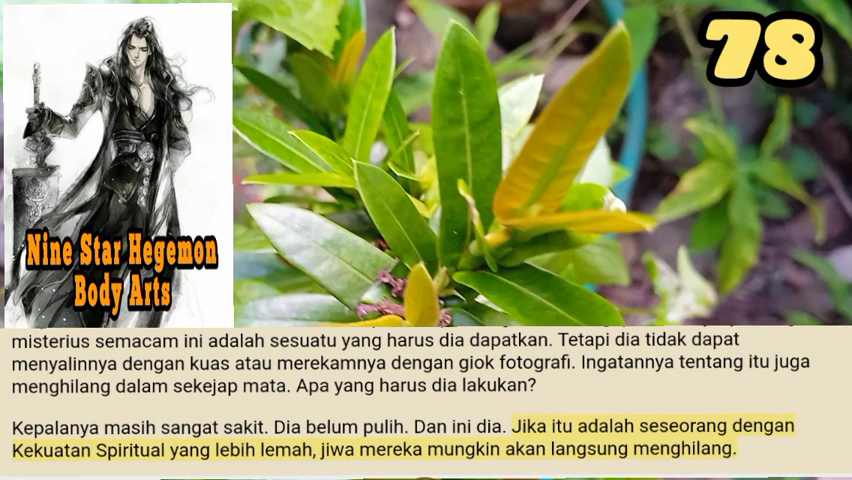 78
Nine Star Hegemon
Body Arts
misterius semacam ini adalah sesuatu yang harus dia dapatkan. Tetapi dia tidak dapat
menyalinnya dengan kuas atau merekamnya dengan giok fotografi. Ingatannya tentang itu juga
menghilang dalam sekejap mata. Apa yang harus dia lakukan?
Kepalanya masih sangat sakit. Dia belum pulih. Dan ini dia. Jika itu adalah seseorang dengan
Kekuatan Spiritual yang lebih lemah, jiwa mereka mungkin akan langsung menghilang.